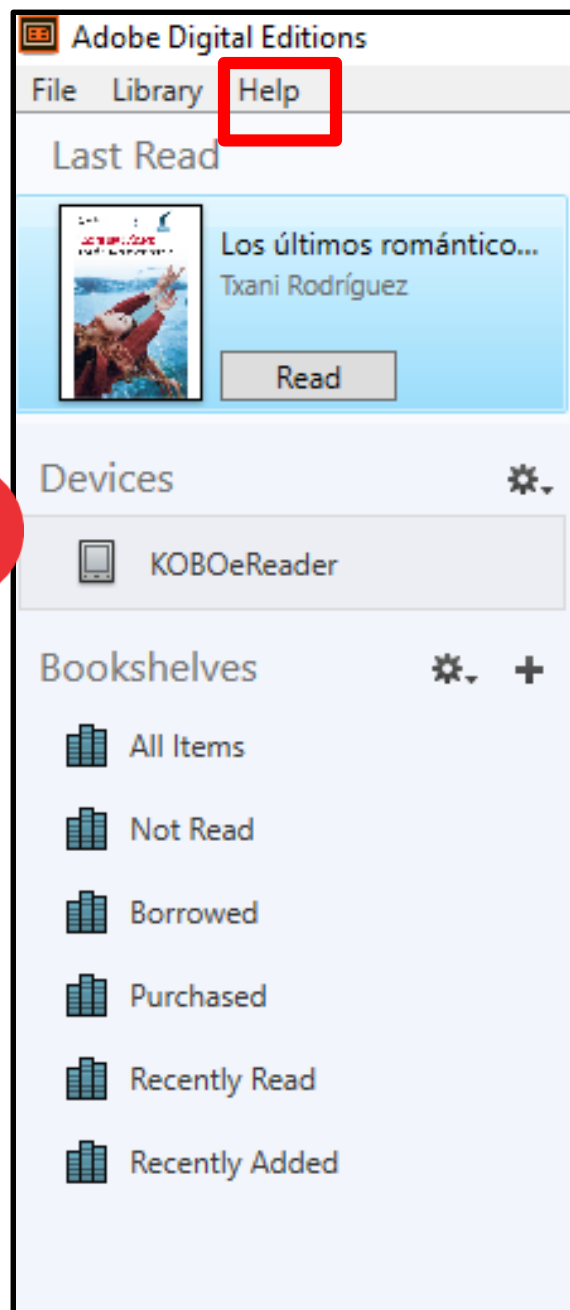 Adobe Digital Editions
File Library Help
Last Read
Los últimos romántico...
Txani Rodríguez
Read
Devices
KOBOeReader
Bookshelves
All Items
Not Read
Borrowed
Purchased
Recently Read
Recently Added